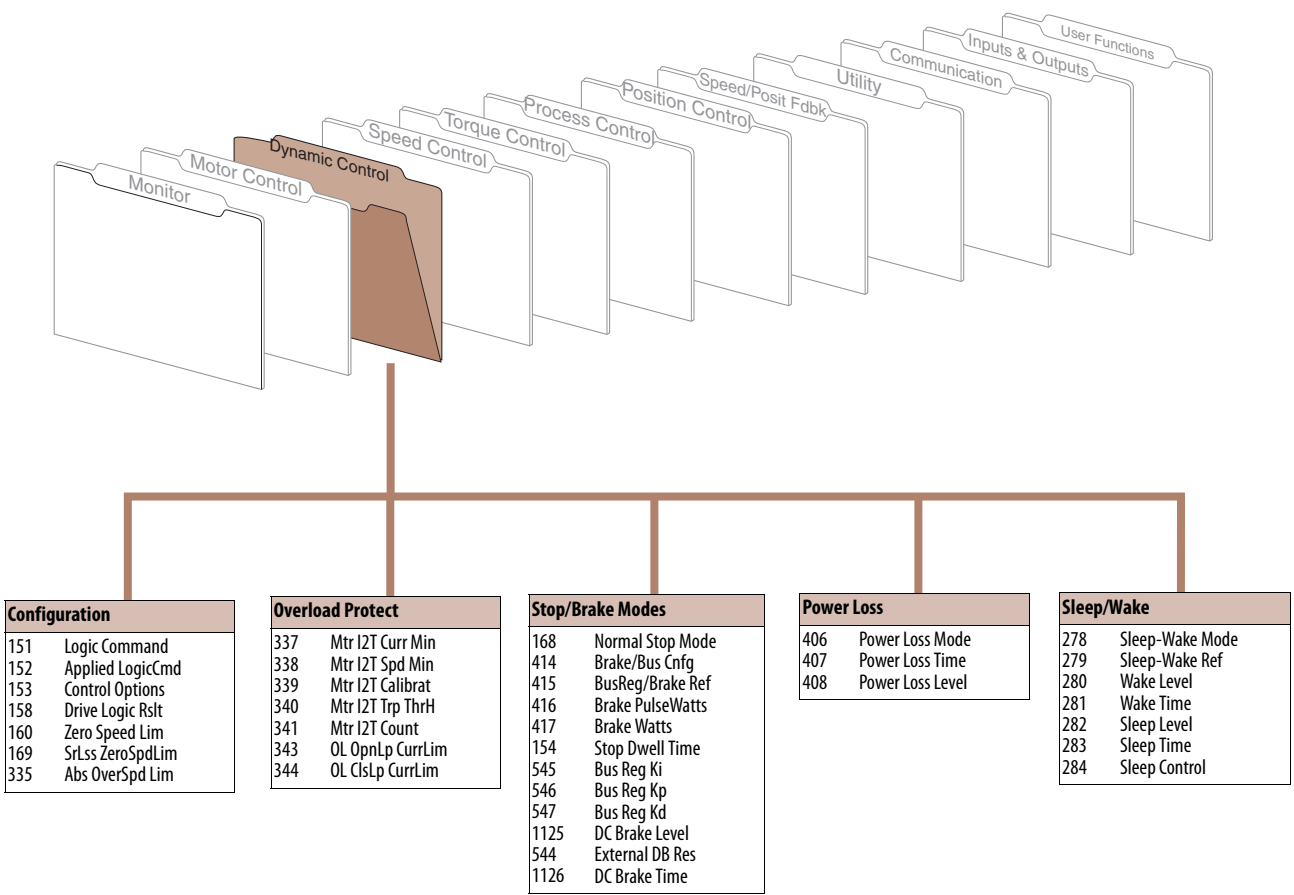 Monitor
Motor Control
Dynamic Control
Speed Control
Torque Control
Process Control
Position Control
Speed/Posit Fdbk
Utility
Communication
Inputs & Outputs
User Functions
Configuration
151 Logic Command
152 Applied LogicCmd
153 Control Options
158 Drive Logic Rslt
160 Zero Speed Lim
169 SrLss ZeroSpdLim
335 Abs OverSpd Lim
Overload Protect
337 Mtr I2T Curr Min
338 Mtr I2T Spd Min
339 Mtr I2T Calibrat
340 Mtr I2T Trp ThrH
341 Mtr I2T Count
343 OL OpnLp CurrLim
344 OL ClsLp CurrLim
Stop/Brake Modes
168 Normal Stop Mode
414 Brake/Bus Cnfg
415 BusReg/Brake Ref
416 Brake PulseWatts
417 Brake Watts
154 Stop Dwell Time
545 Bus Reg Ki
546 Bus Reg Kp
547 Bus Reg Kd
1125 DC Brake Level
544 External DB Res
1126 DC Brake Time
Power Loss
406 Power Loss Mode
407 Power Loss Time
408 Power Loss Level
Sleep/Wake
278 Sleep-Wake Mode
279 Sleep-Wake Ref
280 Wake Level
281 Wake Time
282 Sleep Level
283 Sleep Time
284 Sleep Control